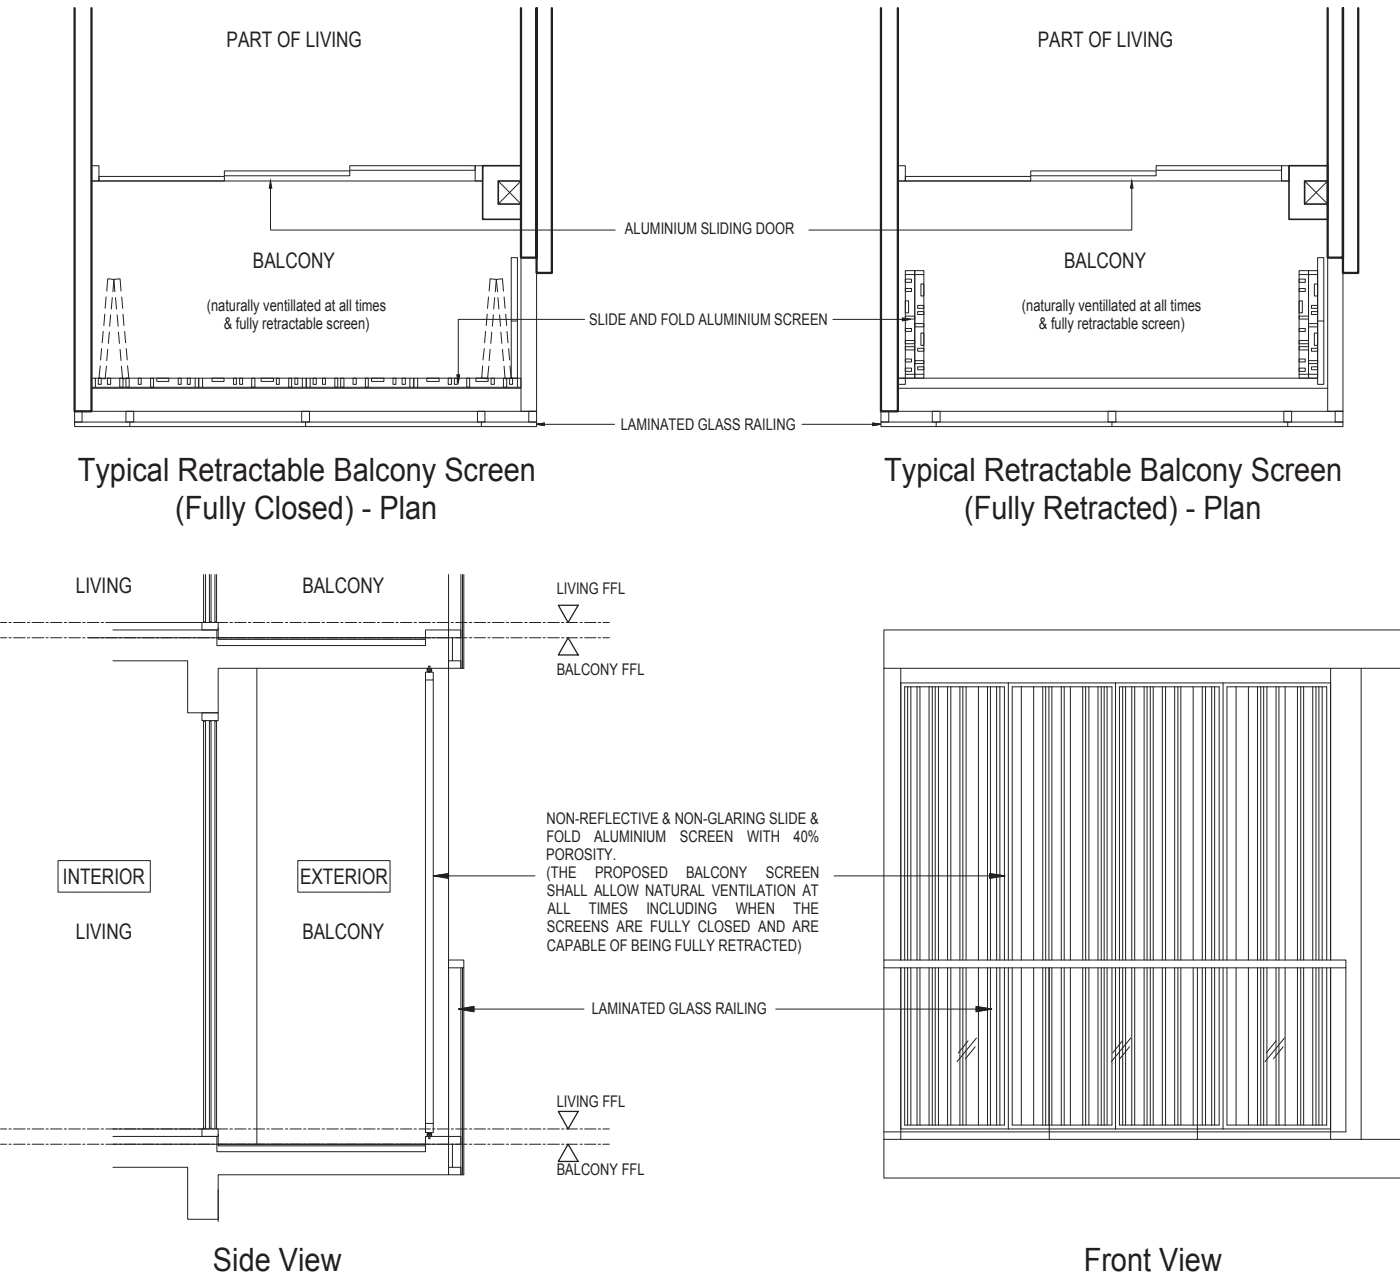 PART OF LIVING
PART OF LIVING
ALUMINIUM SLIDING DOOR
BALCONY
BALCONY
(naturally ventillated at all times
& fully retractable screen)
(naturally ventillated at all times
& fully retractable screen)
SLIDE AND FOLD ALUMINIUM SCREEN
LAMINATED GLASS RAILING
Typical Retractable Balcony Screen
(Fully Closed) - Plan
Typical Retractable Balcony Screen
(Fully Retracted) - Plan
LIVING
BALCONY
LIVING FFL
BALCONY FFL
NON-REFLECTIVE & NON-GLARING SLIDE &
FOLD ALUMINIUM SCREEN WITH 40%
POROSITY.
(THE PROPOSED BALCONY SCREEN
SHALL ALLOW NATURAL VENTILATION AT
ALL TIMES INCLUDING WHEN THE
SCREENS ARE FULLY CLOSED AND ARE
CAPABLE OF BEING FULLY RETRACTED)
INTERIOR
EXTERIOR
LIVING
BALCONY
LAMINATED GLASS RAILING
LIVING FFL
BALCONY FFL
Side View
Front View